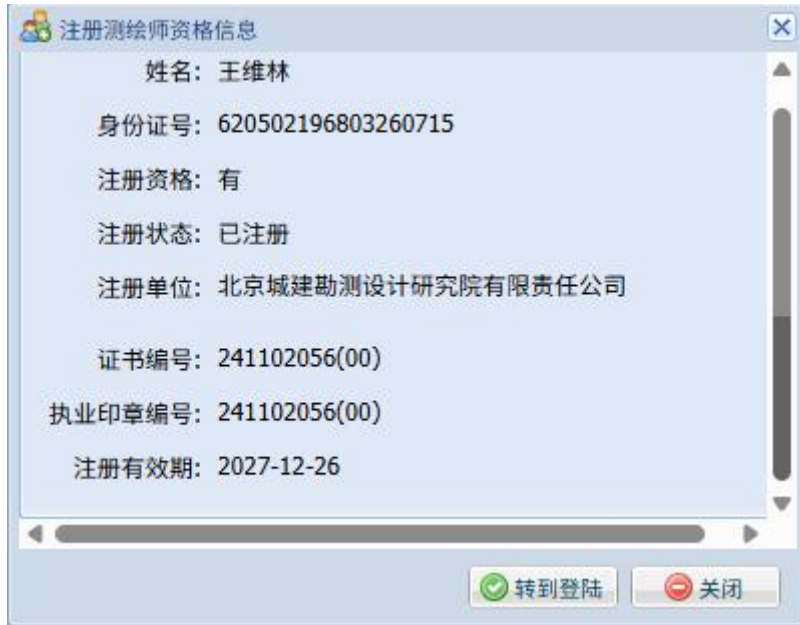 注册测绘师资格信息
姓名: 王维林
身份证号: 620502196803260715
注册资格: 有
注册状态: 已注册
注册单位: 北京城建勘测设计研究院有限责任公司
证书编号: 241102056(00)
执业印章编号: 241102056(00)
注册有效期: 2027-12-26
转到登陆 关闭